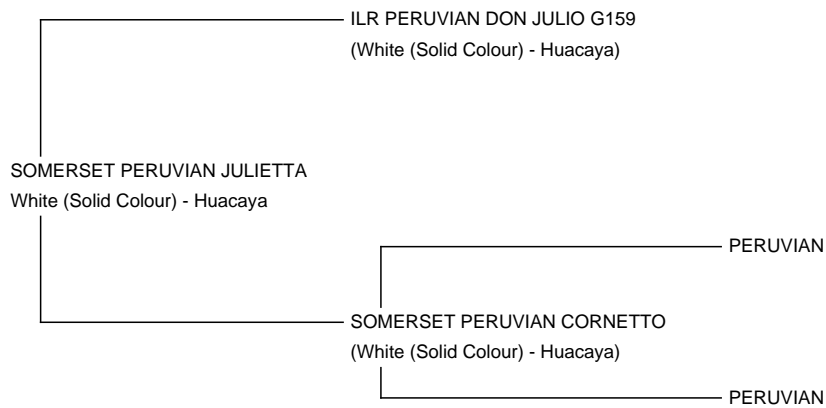 ILR PERUVIAN DON JULIO G159
(White (Solid Colour) - Huacaya)
SOMERSET PERUVIAN JULIETTA
White (Solid Colour) - Huacaya
PERUVIAN
SOMERSET PERUVIAN CORNETTO
(White (Solid Colour) - Huacaya)
PERUVIAN